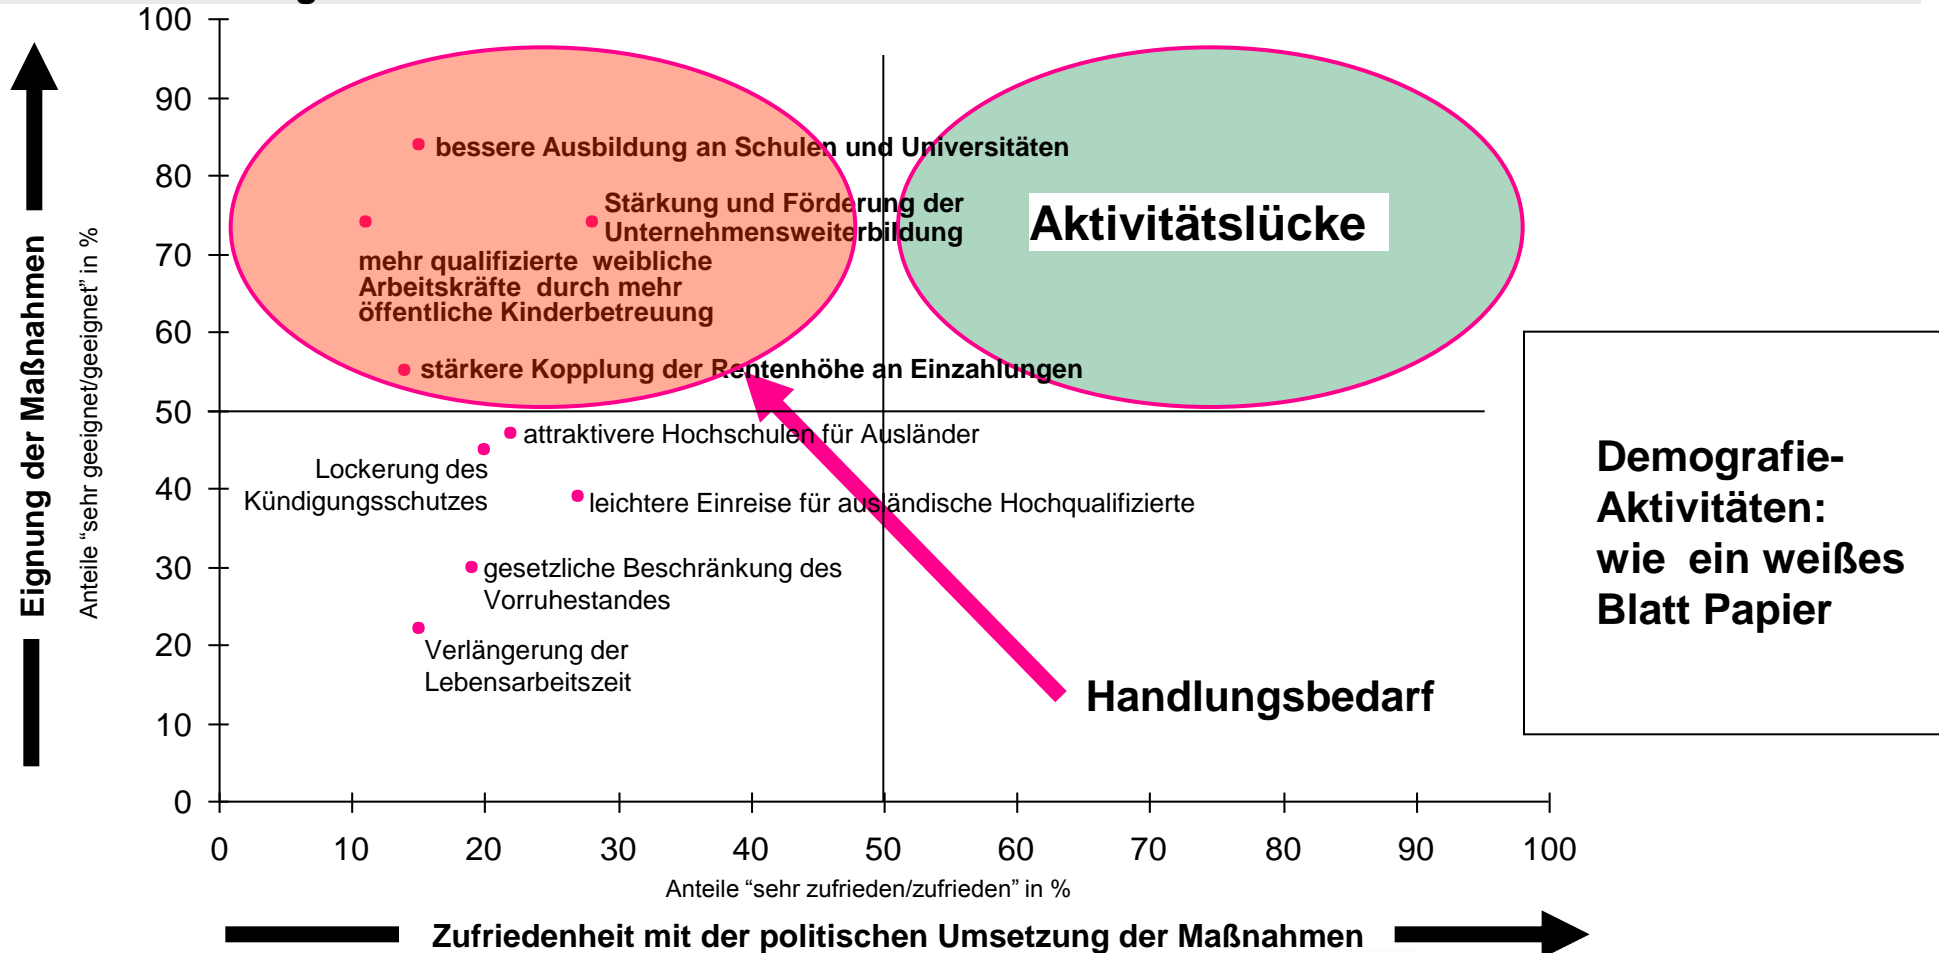 100
90
80
70
60
50
40
30
20
10
0
Eignung der Maßnahmen
Anteile “sehr geeignet/geeignet” in %
bessere Ausbildung an Schulen und Universitäten
Stärkung und Förderung der
Unternehmensweiterbildung
mehr qualifizierte weibliche
Arbeitskräfte durch mehr
öffentliche Kinderbetreuung
stärkere Kopplung der Rentenhöhe an Einzahlungen
Aktivitätslücke
attraktivere Hochschulen für Ausländer
Lockerung des
Kündigungsschutzes
leichtere Einreise für ausländische Hochqualifizierte
gesetzliche Beschränkung des
Vorruhestandes
Verlängerung der
Lebensarbeitszeit
Handlungsbedarf
Demografie-
Aktivitäten:
wie ein weißes
Blatt Papier
0 10 20 30 40 50 60 70 80 90 100
Anteile “sehr zufrieden/zufrieden” in %
Zufriedenheit mit der politischen Umsetzung der Maßnahmen